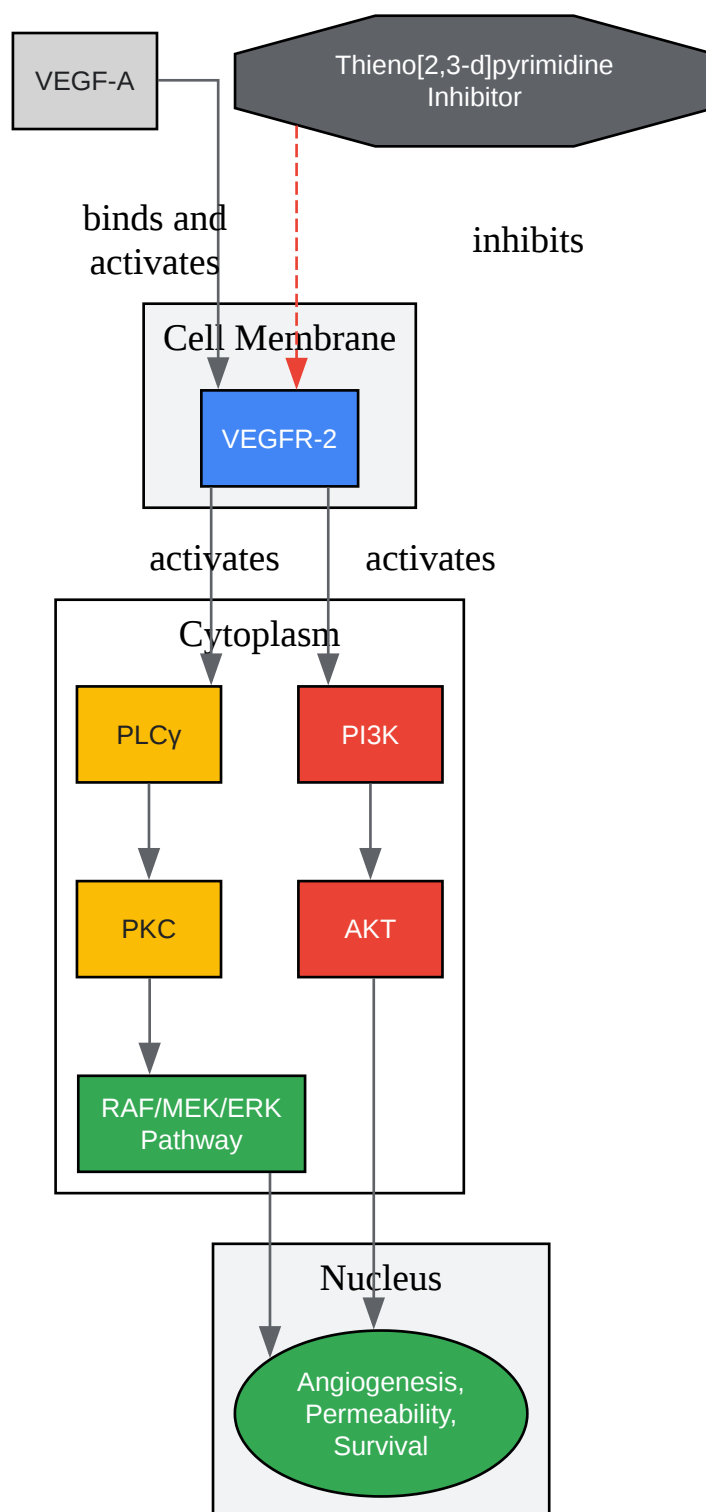 VEGF-A
Thieno[2,3-d]pyrimidine
Inhibitor
binds and
activates
inhibits
Cell Membrane
VEGFR-2
activates
activates
Cytoplasm
PLCγ
PI3K
PKC
AKT
RAF/MEK/ERK
Pathway
Nucleus
Angiogenesis,
Permeability,
Survival